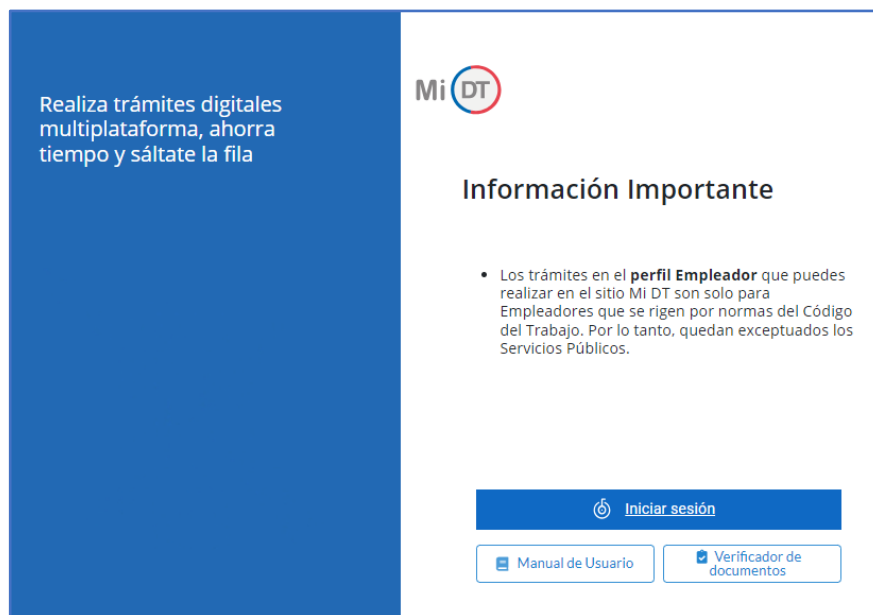 Realiza trámites digitales
multiplataforma, ahorra
tiempo y sáltate la fila
Mi DT
Información Importante
• Los trámites en el perfil Empleador que puedes
realizar en el sitio Mi DT son solo para
Empleadores que se rigen por normas del Código
del Trabajo. Por lo tanto, quedan exceptuados los
Servicios Públicos.
Iniciar sesión
Manual de Usuario
Verificador de
documentos